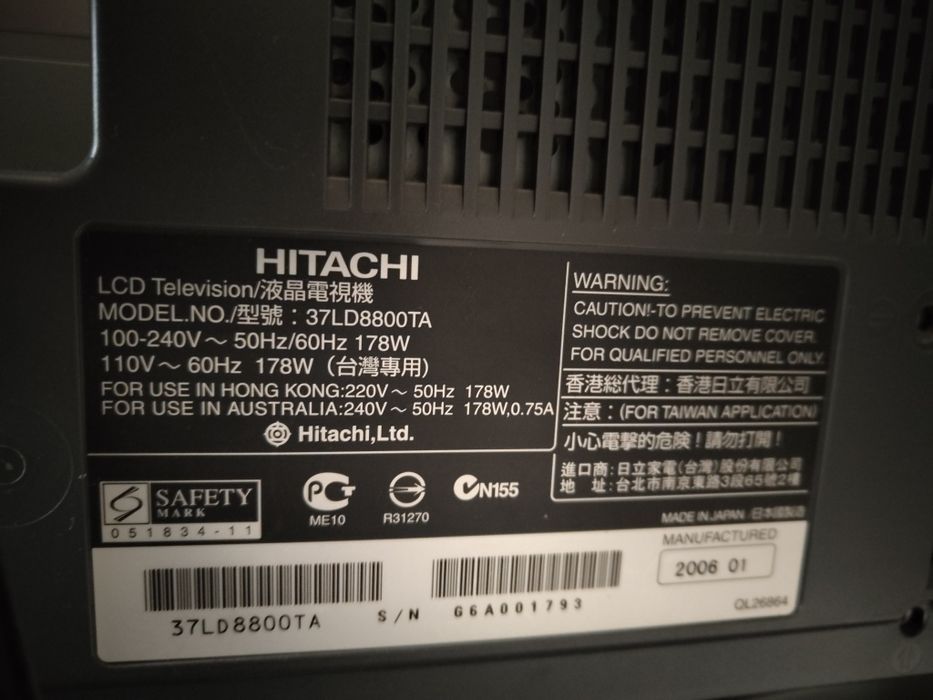 HITACHI
LCD Television/液晶電視機
MODEL.NO./型號：37LD8800TA
100-240V～ 50Hz/60Hz 178W
110V～ 60Hz 178W（台灣專用）
FOR USE IN HONG KONG:220V～ 50Hz 178W
FOR USE IN AUSTRALIA:240V～ 50Hz 178W,0.75A
Hitachi,Ltd.
WARNING:
CAUTION!-TO PREVENT ELECTRIC
SHOCK DO NOT REMOVE COVER.
FOR QUALIFIED PERSONNEL ONLY.
香港総代理：香港日立有限公司
注意：(FOR TAIWAN APPLICATION)
小心電擊的危險！請勿打開！
進口商：日立家電(台灣)股份有限公司
地 址：台北市南京東路3段65號2樓
SAFETY
MARK
051834-11
PCT
ME10
R31270
N155
MADE IN JAPAN 日本國製造
MANUFACTURED
2006 01
37LD8800TA
S/N G6A001793
QL26864